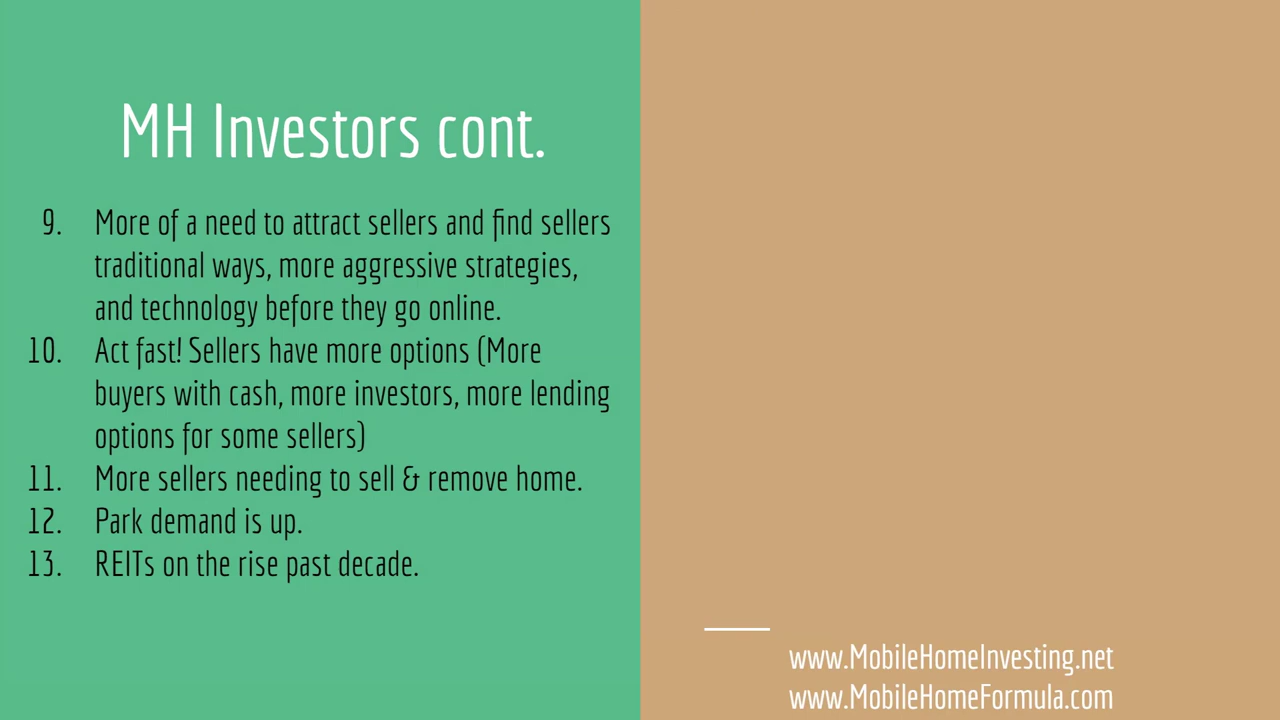 MH Investors cont.
9. More of a need to attract sellers and find sellers
traditional ways, more aggressive strategies,
and technology before they go online.
10. Act fast! Sellers have more options (More
buyers with cash, more investors, more lending
options for some sellers)
11. More sellers needing to sell & remove home.
12. Park demand is up.
13. REITs on the rise past decade.
www.MobileHomeInvesting.net
www.MobileHomeFormula.com